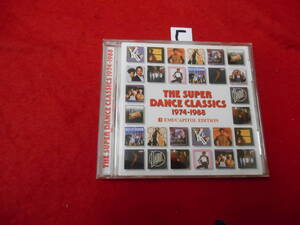 THE SUPER
DANCE CLASSICS
1974-1988
EMI/CAPITOL EDITION
THE SUPER DANCE CLASSICS 1974-1988